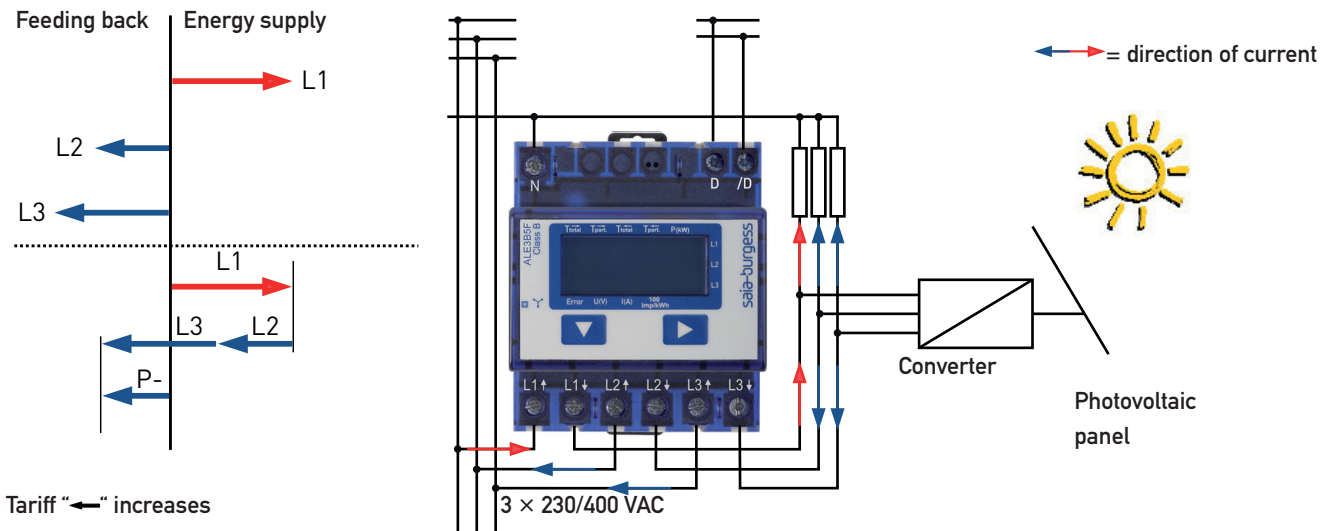 Feeding back
Energy supply
L1
L2
L3
L1
L3
L2
P-
Tariff "←" increases
= direction of current
N
D
/D
ALE3B5F
Class B
T total
T part.
T total
T part.
P(kW)
L1
L2
L3
saia-burgess
Error
U(V)
I(A)
100
Imp/kWh
L1↑
L1↓
L2↑
L2↓
L3↑
L3↓
3 × 230/400 VAC
Converter
Photovoltaic
panel